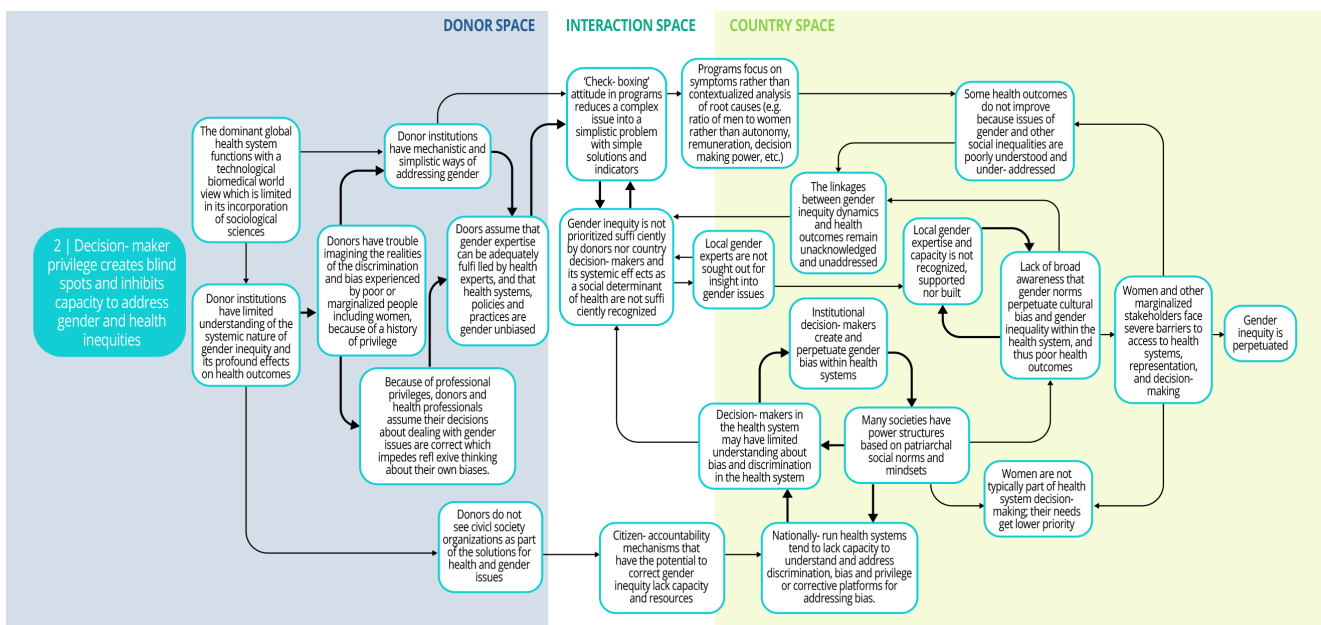 DONOR SPACE
INTERACTION SPACE
COUNTRY SPACE
2 | Decision- maker
privilege creates blind
spots and inhibits
capacity to address
gender and health
inequities
The dominant global
health system
functions with a
technological
biomedical world
view which is limited
in its incorporation
of sociological
sciences
Donor institutions
have limited
understanding of the
systemic nature of
gender inequity and
its profound effects
on health outcomes
Donors have trouble
imagining the realities
of the discrimination
and bias experienced
by poor or
marginalized people
including women,
because of a history
of privilege
Donor institutions
have mechanistic and
simplistic ways of
addressing gender
Doors assume that
gender expertise
can be adequately
fulfi lled by health
experts, and that
health systems,
policies and
practices are
gender unbiased
Because of professional
privileges, donors and
health professionals
assume their decisions
about dealing with gender
issues are correct which
impedes refl exive thinking
about their own biases.
Donors do not
see civicl society
organizations as part
of the solutions for
health and gender
issues
‘Check- boxing’
attitude in programs
reduces a complex
issue into a
simplistic problem
with simple
solutions and
indicators
Programs focus on
symptoms rather than
contextualized analysis
of root causes (e.g.
ratio of men to women
rather than autonomy,
remuneration, decision
making power, etc.)
Gender inequity is not
prioritized suffi ciently
by donors nor country
decision- makers and
its systemic eff ects as
a social determinant
of health are not suffi
ciently recognized
Local gender
experts are not
sought out for
insight into
gender issues
Citizen- accountability
mechanisms that
have the potential to
correct gender
inequity lack capacity
and resources
Some health outcomes
do not improve
because issues of
gender and other
social inequalities are
poorly understood and
under- addressed
The linkages
between gender
inequity dynamics
and health
outcomes remain
unacknowledged
and unaddressed
Local gender
expertise and
capacity is not
recognized,
supported
nor built
Lack of broad
awareness that
gender norms
perpetuate cultural
bias and gender
inequality within the
health system, and
thus poor health
outcomes
Women and other
marginalized
stakeholders face
severe barriers to
access to health
systems,
representation,
and decision-
making
Gender
inequity is
perpetuated
Institutional
decision- makers
create and
perpetuate gender
bias within health
systems
Decision- makers in
the health system
may have limited
understanding about
bias and discrimination
in the health system
Many societies have
power structures
based on patriarchal
social norms and
mindsets
Women are not
typically part of health
system decision-
making; their needs
get lower priority
Nationally- run health systems
tend to lack capacity to
understand and address
discrimination, bias and privilege
or corrective platforms for
addressing bias.